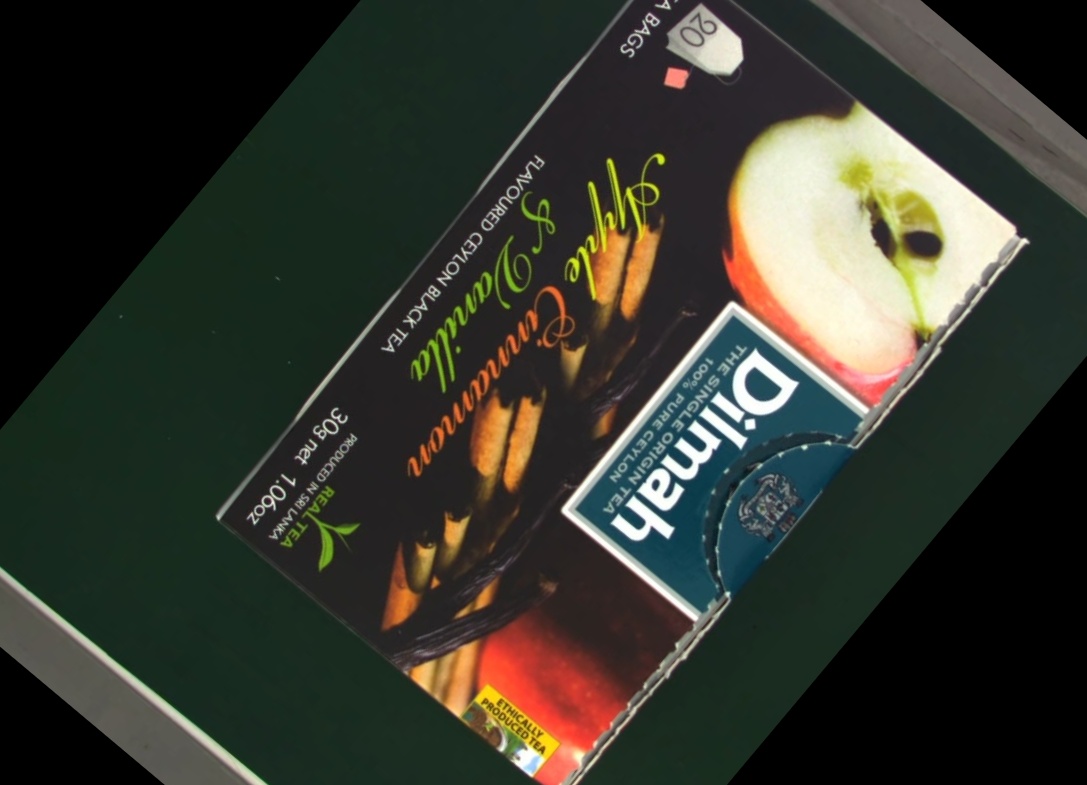 Dilmah
THE SINGLE ORIGIN TEA
100% PURE CEYLON
Apple Cinnamon
& Vanilla
FLAVOURED CEYLON BLACK TEA
20
BAGS
30g net 1.06oz
PRODUCED IN SRI LANKA
REAL TEA
ETHICALLY
PRODUCED TEA